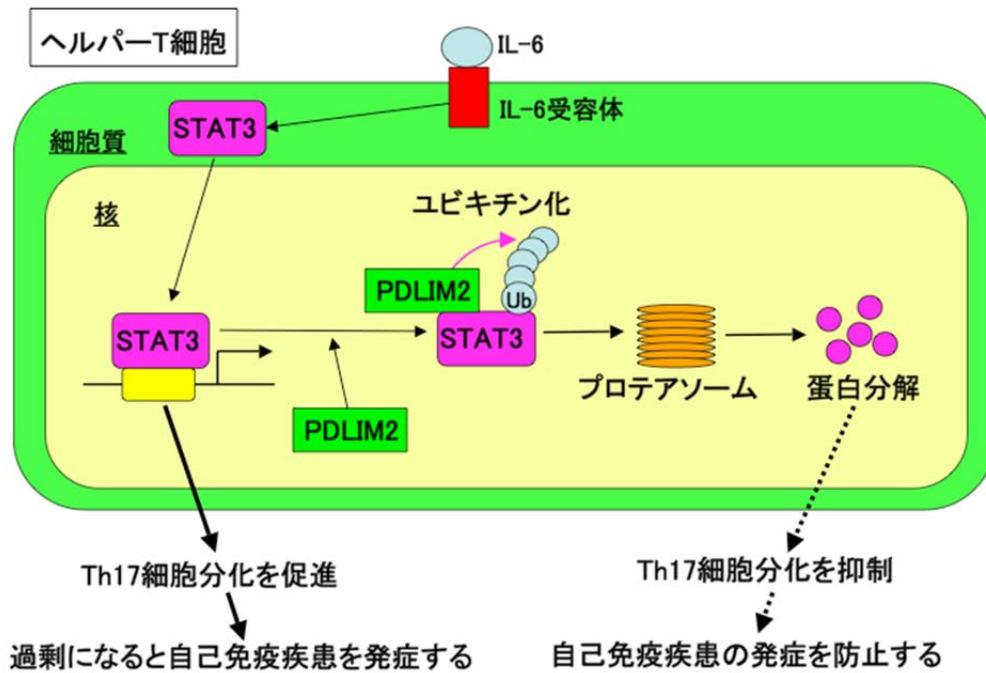 ヘルパーT細胞
IL-6
IL-6受容体
STAT3
細胞質
核
ユビキチン化
PDLIM2
Ub
STAT3
STAT3
PDLIM2
プロテアソーム
蛋白分解
Th17細胞分化を促進
Th17細胞分化を抑制
過剰になると自己免疫疾患を発症する
自己免疫疾患の発症を防止する